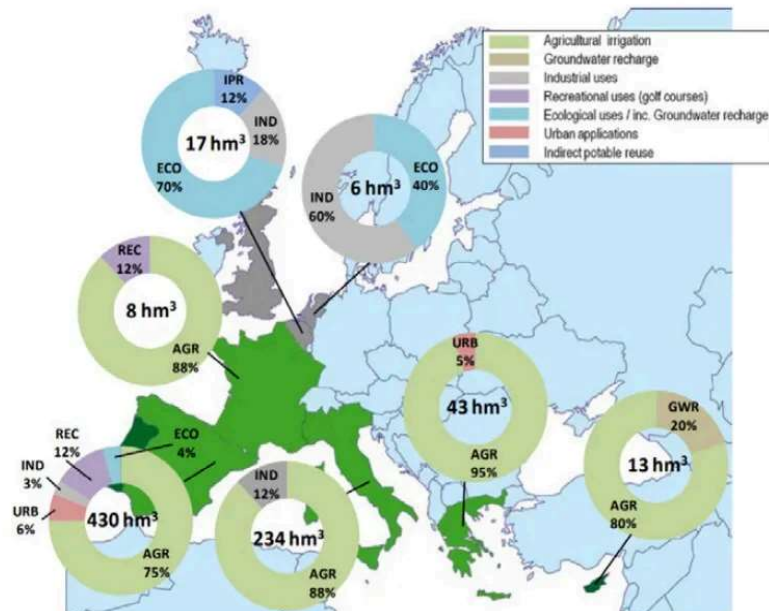 Agricultural irrigation
Groundwater recharge
Industrial uses
Recreational uses (golf courses)
Ecological uses / inc. Groundwater recharge
Urban applications
Indirect potable reuse
IPR
12%
IND
18%
17 hm³
ECO
70%
ECO
40%
6 hm³
IND
60%
REC
12%
8 hm³
AGR
88%
URB
5%
43 hm³
AGR
95%
GWR
20%
13 hm³
AGR
80%
REC
12%
ECO
4%
IND
3%
URB
6%
430 hm³
AGR
75%
IND
12%
234 hm³
AGR
88%